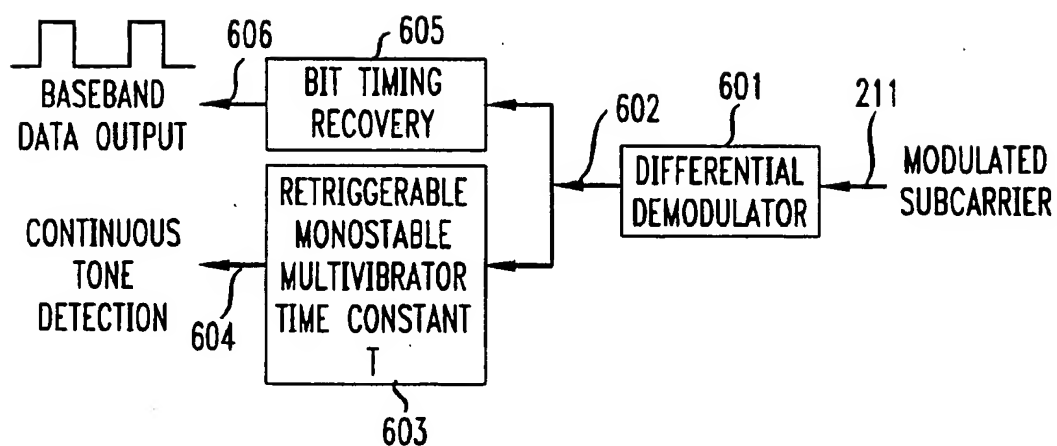 606
605
BASEBAND
DATA OUTPUT
BIT TIMING
RECOVERY
602
601
211
DIFFERENTIAL
DEMODULATOR
MODULATED
SUBCARRIER
CONTINUOUS
TONE
DETECTION
604
RETRIGGERABLE
MONOSTABLE
MULTIVIBRATOR
TIME CONSTANT
T
603